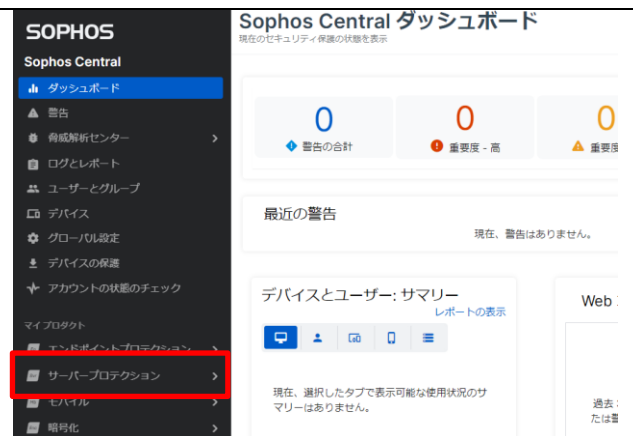 SOPHOS
Sophos Central
ダッシュボード
警告
脅威解析センター
ログとレポート
ユーザーとグループ
デバイス
グローバル設定
デバイスの保護
アカウントの状態のチェック
マイプロダクト
エンドポイントプロテクション
サーバープロテクション
モバイル
暗号化
Sophos Central ダッシュボード
現在のセキュリティ保護の状態を表示
0
警告の合計
0
重要度 - 高
0
重要度
最近の警告
現在、警告はありません。
デバイスとユーザー: サマリー
レポートの表示
現在、選択したタブで表示可能な使用状況のサ
マリーはありません。
Web
過去
たは